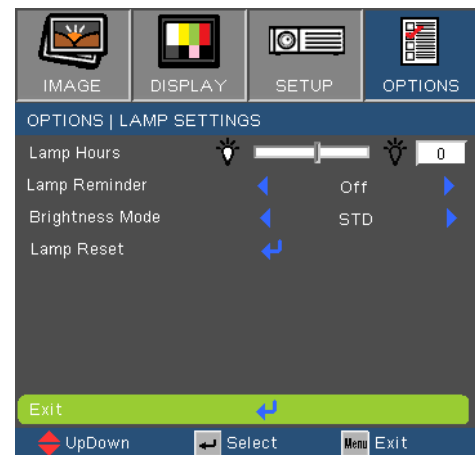 IMAGE DISPLAY SETUP OPTIONS
OPTIONS | LAMP SETTINGS
Lamp Hours 0
Lamp Reminder Off
Brightness Mode STD
Lamp Reset
Exit
UpDown Select Menu Exit